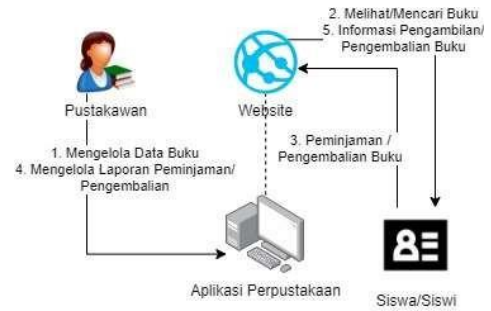 2. Melihat/Mencari Buku
5. Informasi Pengambilan/
Pengembalian Buku
Pustakawan
Website
1. Mengelola Data Buku
4. Mengelola Laporan Peminjaman/
Pengembalian
3. Peminjaman /
Pengembalian Buku
Aplikasi Perpustakaan
Siswa/Siswi